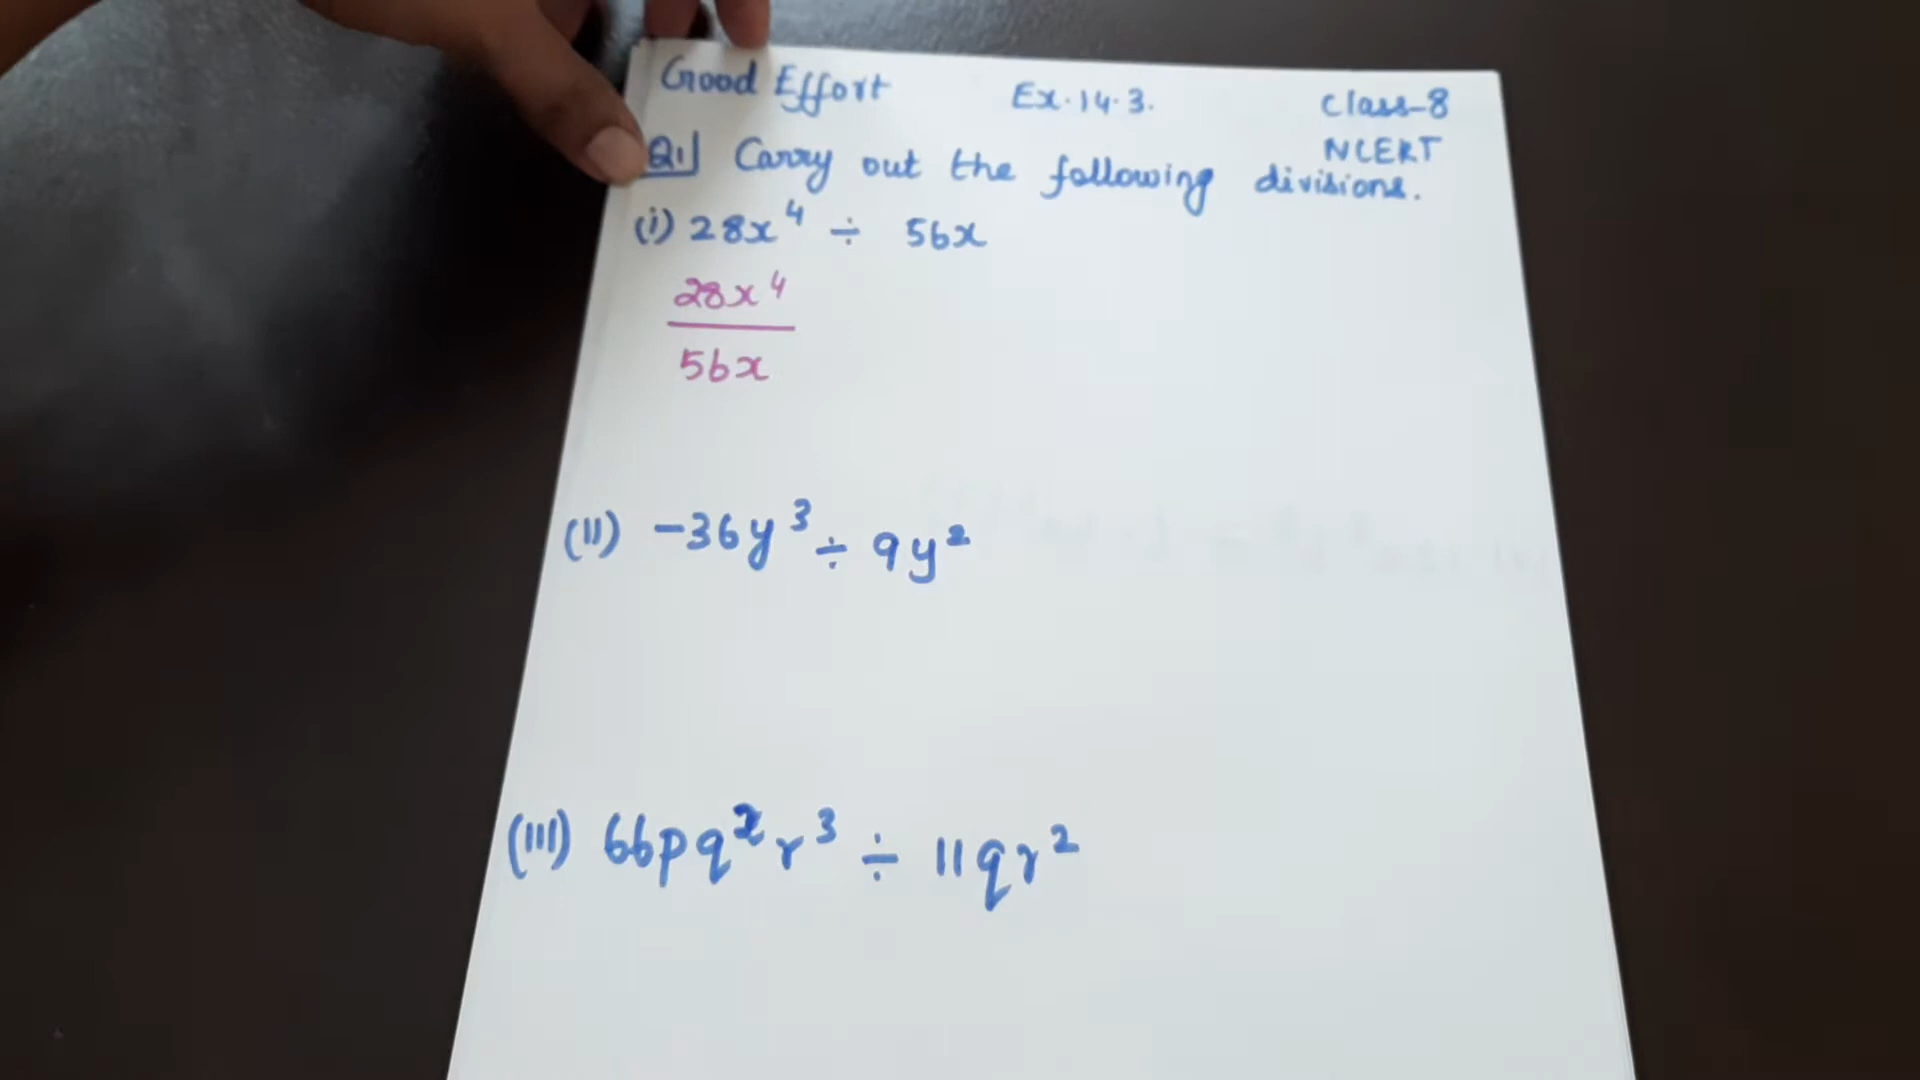 Good Effort Ex.14.3. Class-8
NCERT
Q1 Carry out the following divisions.
(i) 28x⁴ ÷ 56x
28x⁴
56x
(II) -36y³ ÷ 9y²
(III) 66pq²r³ ÷ 11qr²